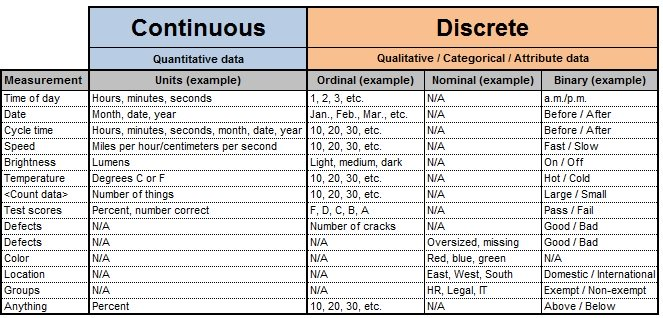 Continuous Discrete
Quantitative data Qualitative / Categorical / Attribute data
Measurement Units (example) Ordinal (example) Nominal (example) Binary (example)
Time of day Hours, minutes, seconds 1, 2, 3, etc. N/A a.m./p.m.
Date Month, date, year Jan., Feb., Mar., etc. N/A Before / After
Cycle time Hours, minutes, seconds, month, date, year 10, 20, 30, etc. N/A Before / After
Speed Miles per hour/centimeters per second 10, 20, 30, etc. N/A Fast / Slow
Brightness Lumens Light, medium, dark N/A On / Off
Temperature Degrees C or F 10, 20, 30, etc. N/A Hot / Cold
<Count data> Number of things 10, 20, 30, etc. N/A Large / Small
Test scores Percent, number correct F, D, C, B, A N/A Pass / Fail
Defects N/A Number of cracks N/A Good / Bad
Defects N/A N/A Oversized, missing Good / Bad
Color N/A N/A Red, blue, green N/A
Location N/A N/A East, West, South Domestic / International
Groups N/A N/A HR, Legal, IT Exempt / Non-exempt
Anything Percent 10, 20, 30, etc. N/A Above / Below